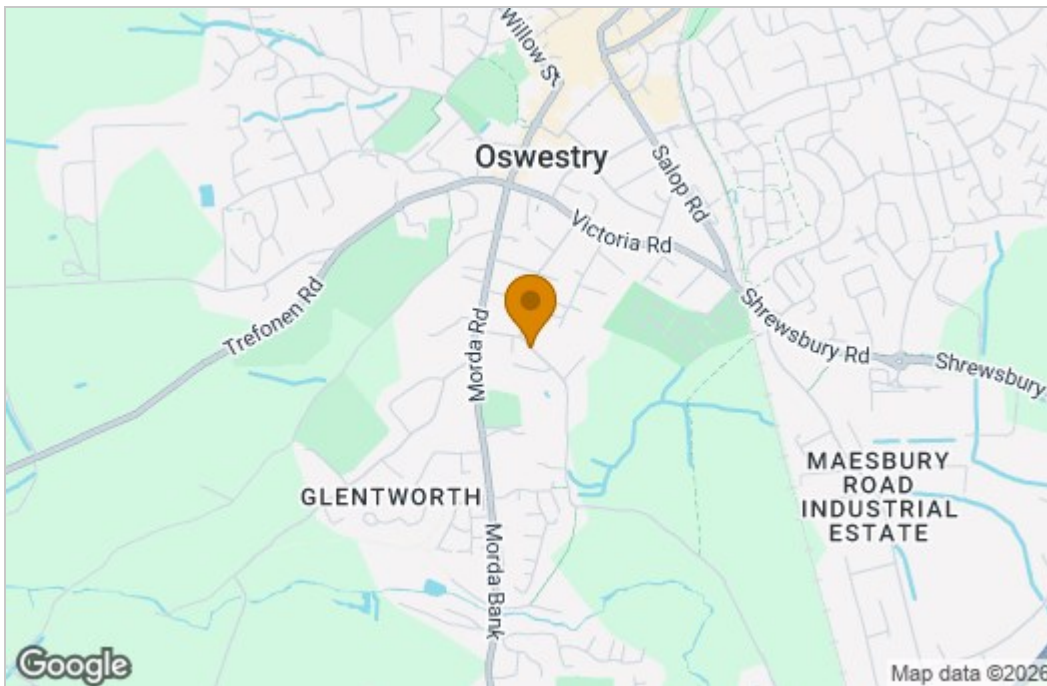 Willow St
Oswestry
Salop Rd
Victoria Rd
Trefonen Rd
Morda Rd
Shrewsbury Rd
Shrewsbury
MAESBURY
ROAD
INDUSTRIAL
ESTATE
GLENTWORTH
Morda Bank
Google
Map data ©2026